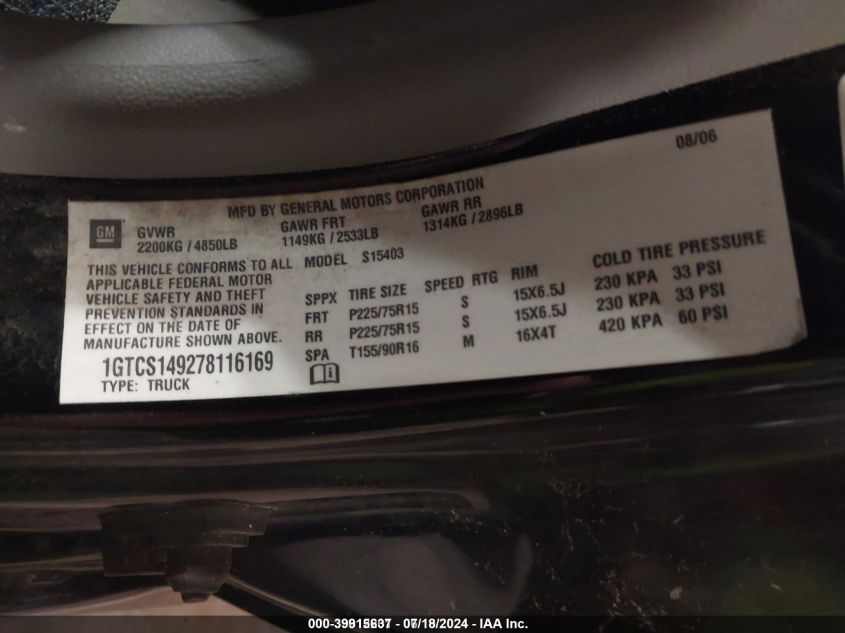 08/06
MFD BY GENERAL MOTORS CORPORATION
GM
GVWR GAWR FRT GAWR RR
2200KG / 4850LB 1149KG / 2533LB 1314KG / 2896LB
THIS VEHICLE CONFORMS TO ALL
APPLICABLE FEDERAL MOTOR
VEHICLE SAFETY AND THEFT
PREVENTION STANDARDS IN
EFFECT ON THE DATE OF
MANUFACTURE SHOWN ABOVE.
1GTCS149278116169
TYPE: TRUCK
MODEL S15403
SPPX TIRE SIZE SPEED RTG RIM COLD TIRE PRESSURE
FRT P225/75R15 S 15X6.5J 230 KPA 33 PSI
RR P225/75R15 S 15X6.5J 230 KPA 33 PSI
SPA T155/90R16 M 16X4T 420 KPA 60 PSI
07/18/2024 - IAA Inc.